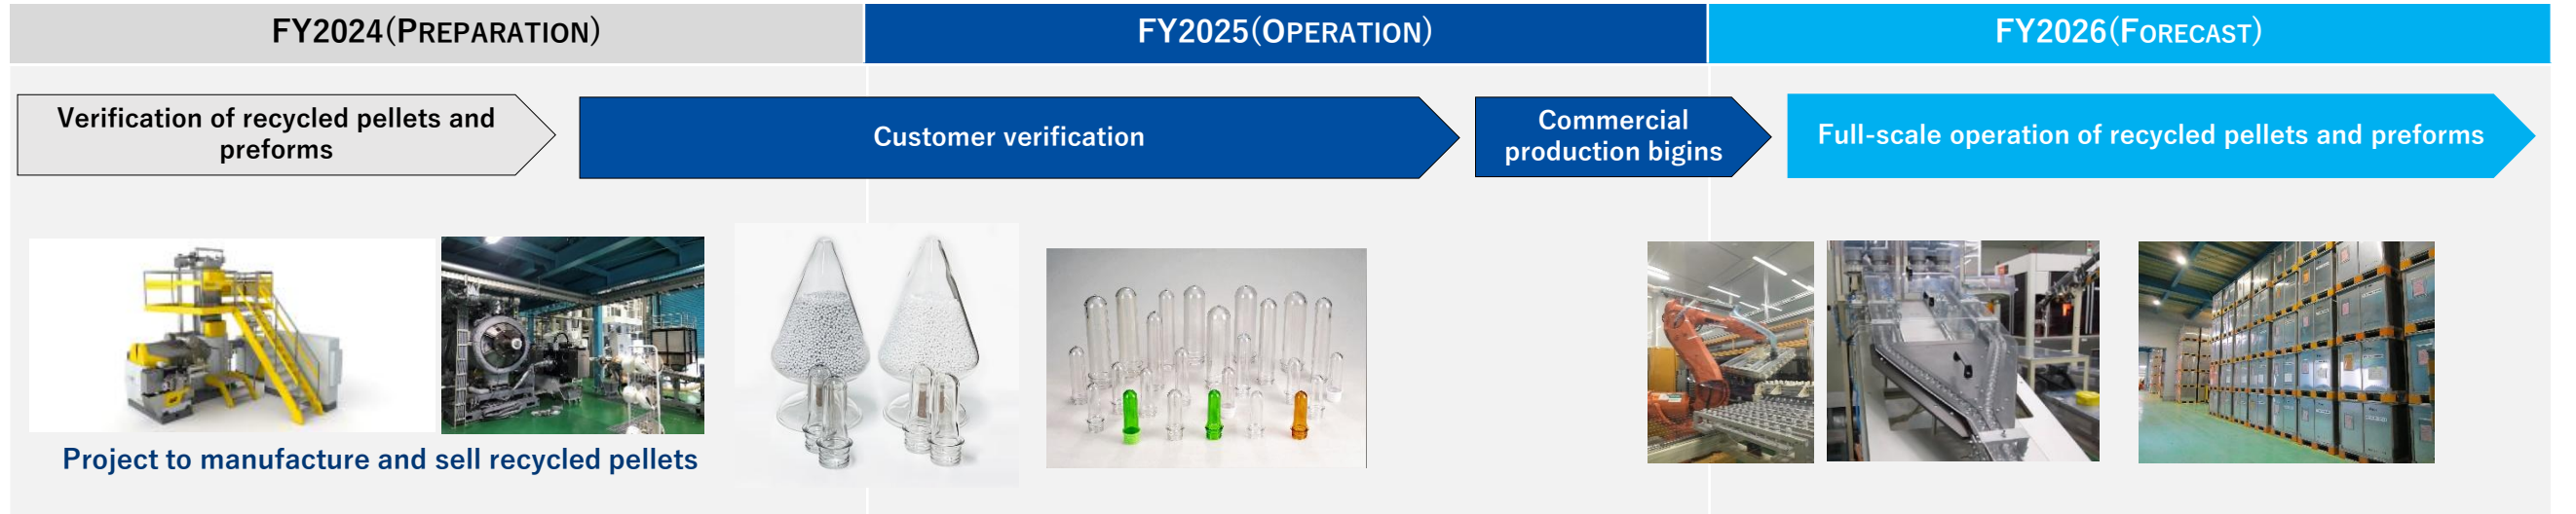 FY2024(PREPARATION)
FY2025(OPERATION)
FY2026(FORECAST)
Verification of recycled pellets and
preforms
Customer verification
Commercial
production bigins
Full-scale operation of recycled pellets and preforms
Project to manufacture and sell recycled pellets